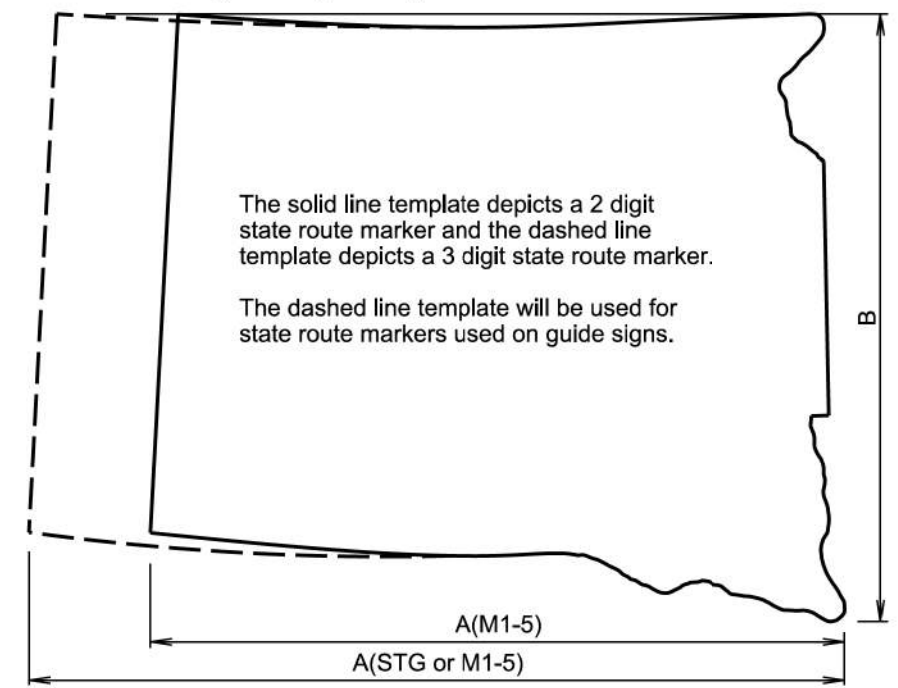 The solid line template depicts a 2 digit
state route marker and the dashed line
template depicts a 3 digit state route marker.
The dashed line template will be used for
state route markers used on guide signs.
B
A(M1-5)
A(STG or M1-5)